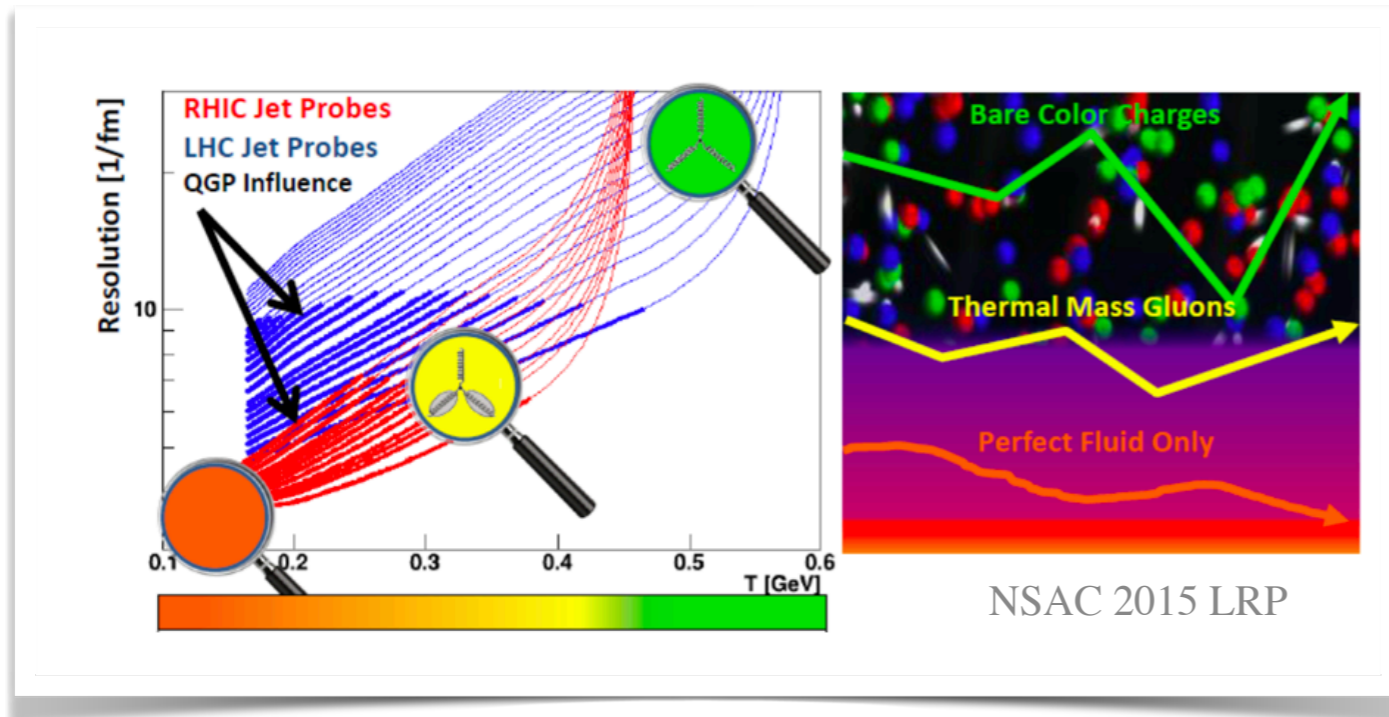 RHIC Jet Probes
LHC Jet Probes
QGP Influence
Resolution [1/fm]
10
0.1
0.2
0.3
0.4
0.5
0.6
T [GeV]
Bare Color Charges
Thermal Mass Gluons
Perfect Fluid Only
NSAC 2015 LRP